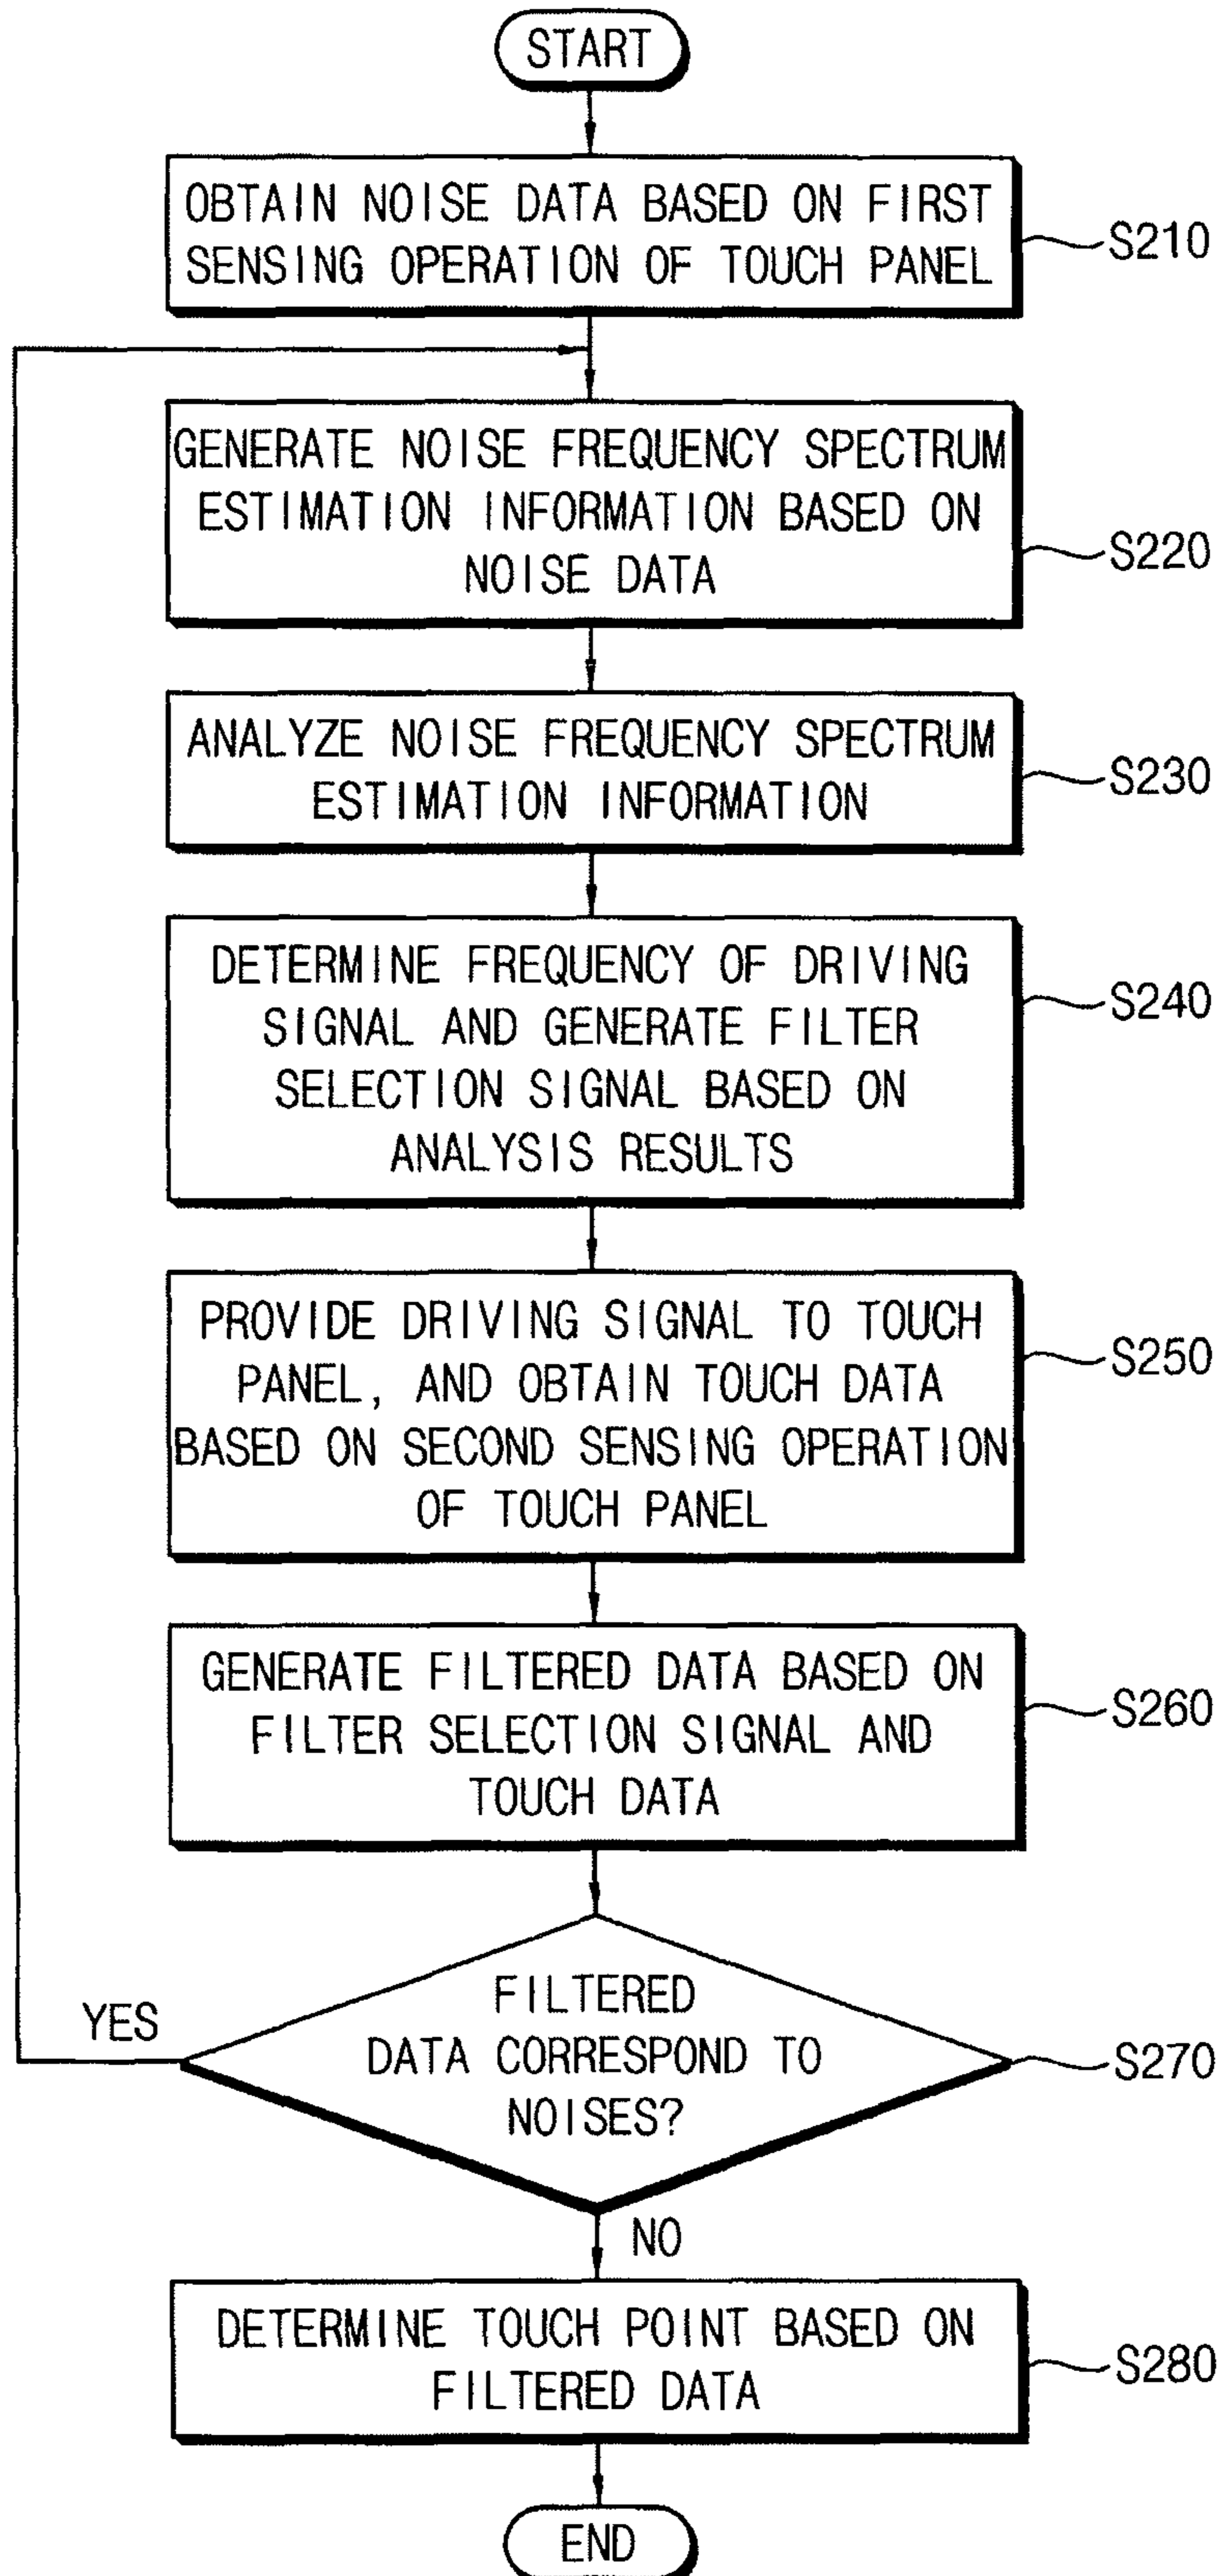 START
OBTAIN NOISE DATA BASED ON FIRST
SENSING OPERATION OF TOUCH PANEL
S210
GENERATE NOISE FREQUENCY SPECTRUM
ESTIMATION INFORMATION BASED ON
NOISE DATA
S220
ANALYZE NOISE FREQUENCY SPECTRUM
ESTIMATION INFORMATION
S230
DETERMINE FREQUENCY OF DRIVING
SIGNAL AND GENERATE FILTER
SELECTION SIGNAL BASED ON
ANALYSIS RESULTS
S240
PROVIDE DRIVING SIGNAL TO TOUCH
PANEL, AND OBTAIN TOUCH DATA
BASED ON SECOND SENSING OPERATION
OF TOUCH PANEL
S250
GENERATE FILTERED DATA BASED ON
FILTER SELECTION SIGNAL AND
TOUCH DATA
S260
FILTERED
DATA CORRESPOND TO
NOISES?
YES
S270
NO
DETERMINE TOUCH POINT BASED ON
FILTERED DATA
S280
END